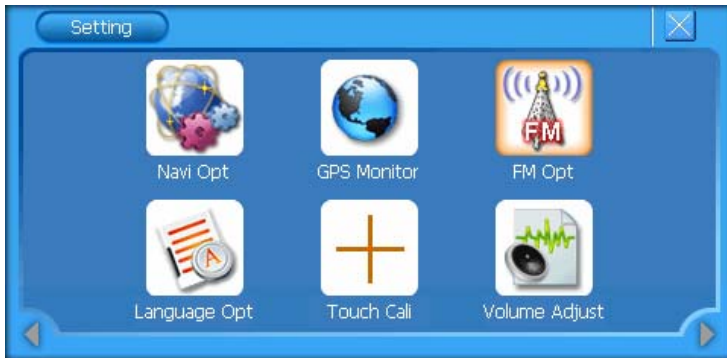 Setting
FM
Navi Opt GPS Monitor FM Opt
A
Language Opt Touch Cali Volume Adjust